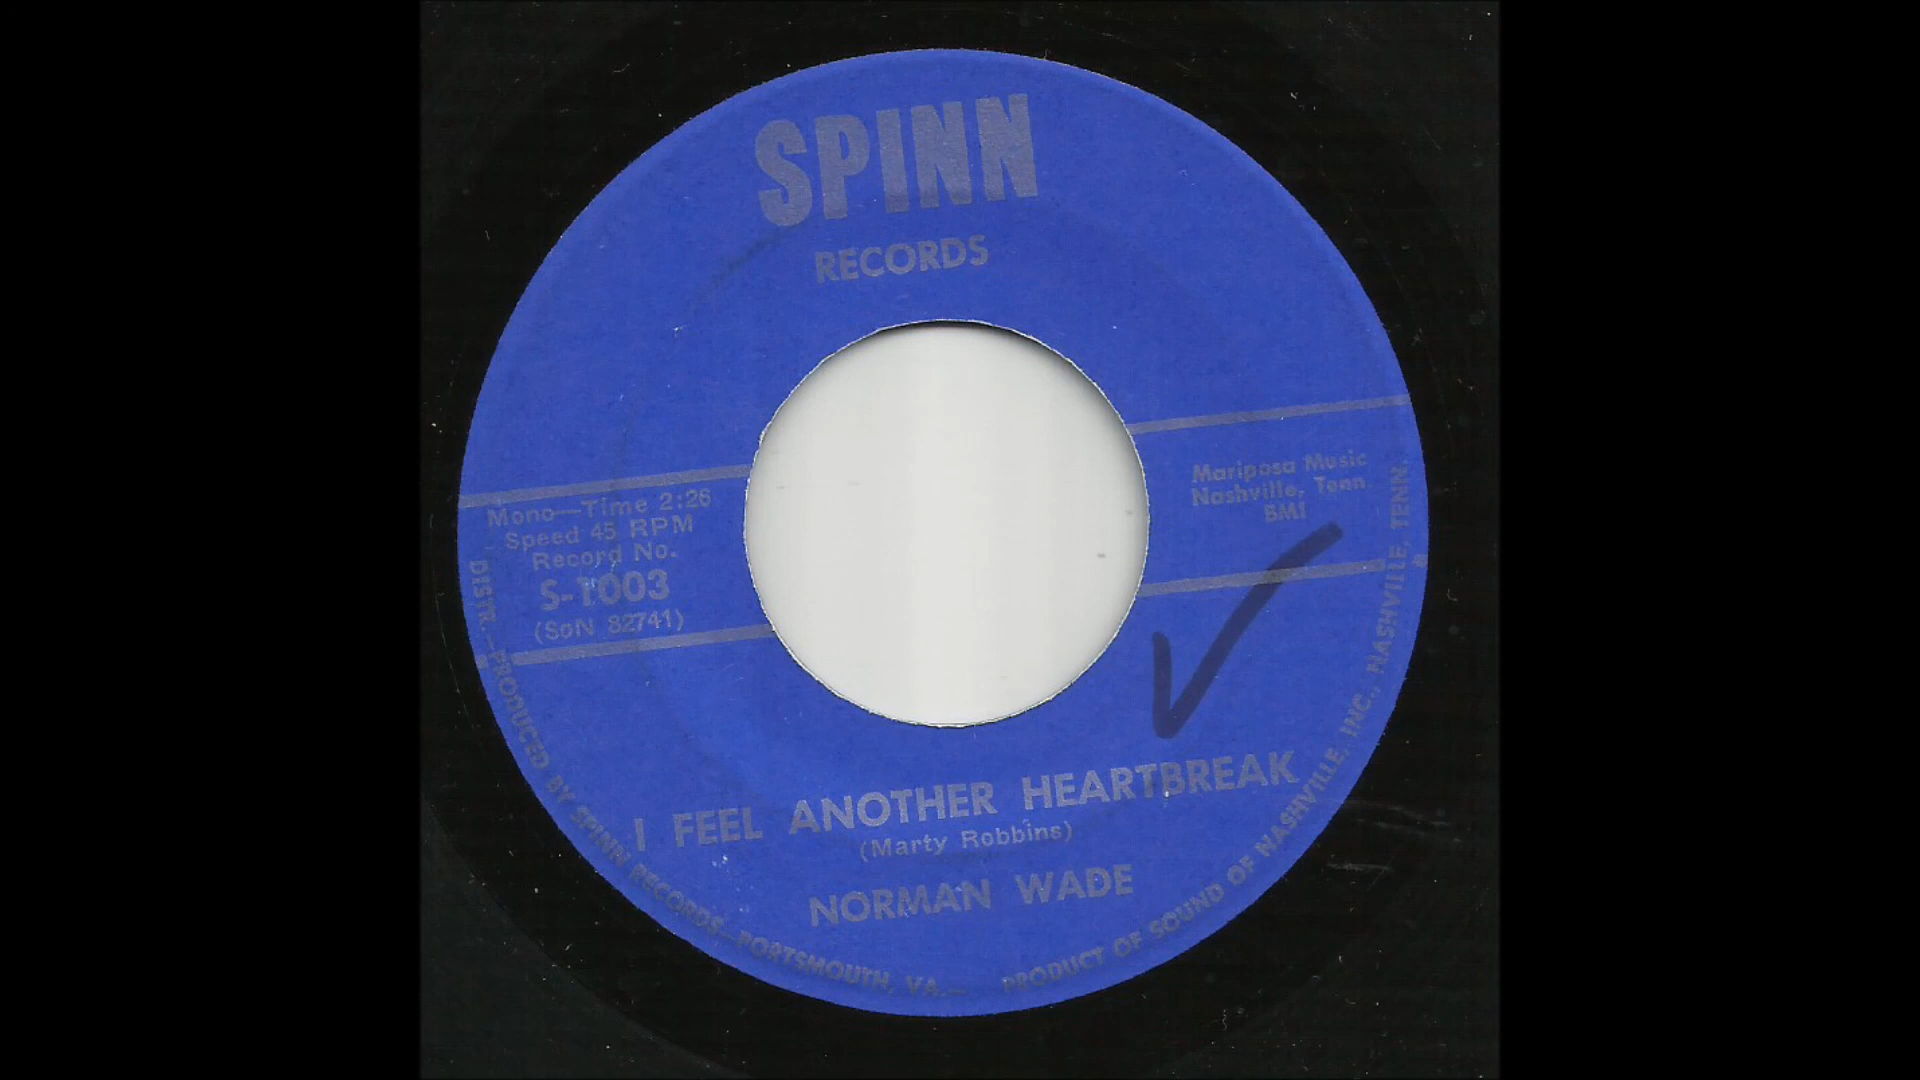 SPINN
RECORDS
Mono—Time 2:26
Speed 45 RPM
Record No.
S-1003
(SoN 82741)
Mariposa Music
Nashville, Tenn.
BMI
I FEEL ANOTHER HEARTBREAK
(Marty Robbins)
NORMAN WADE
DISTR.—PRODUCED BY SPINN RECORDS—PORTSMOUTH, VA.— PRODUCT OF SOUND OF NASHVILLE, INC., NASHVILLE, TENN.